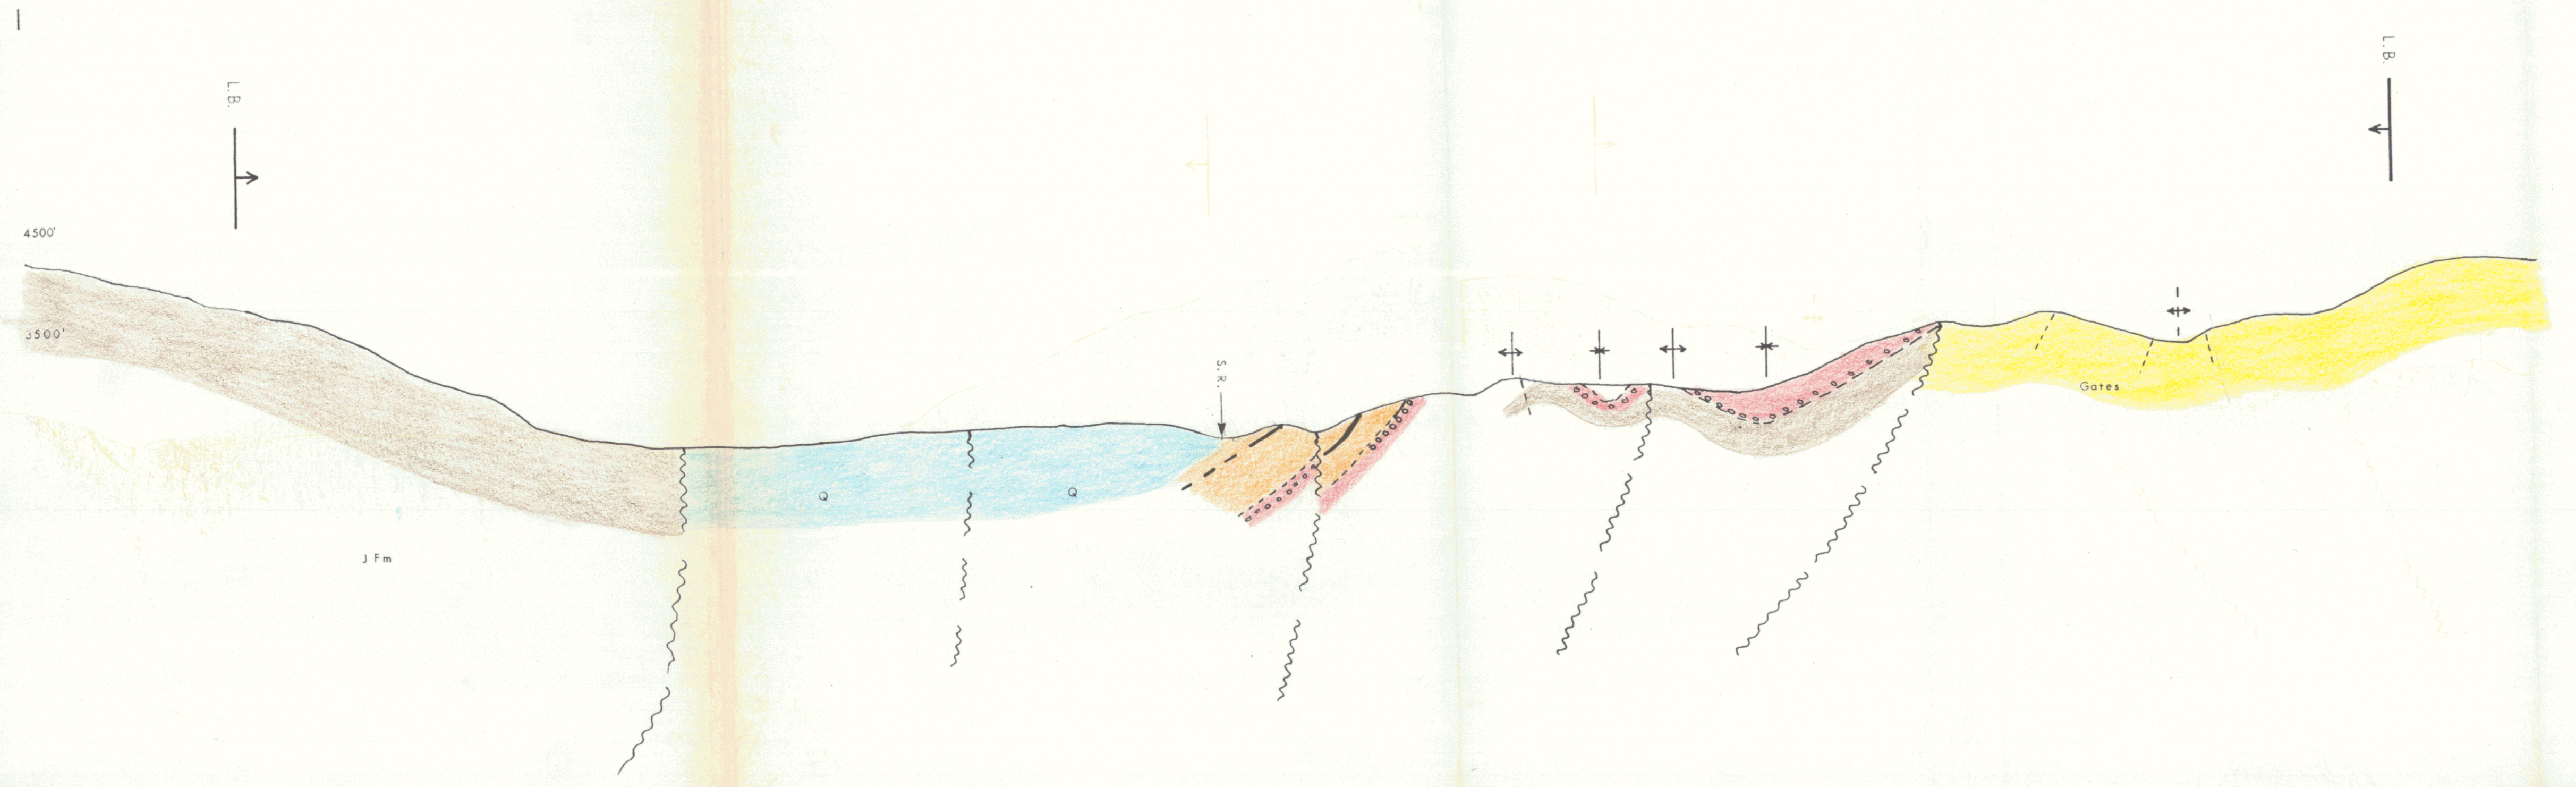 L.B.
L.B.
4500'
3500'
S.R.
Gates
Q
Q
J Fm